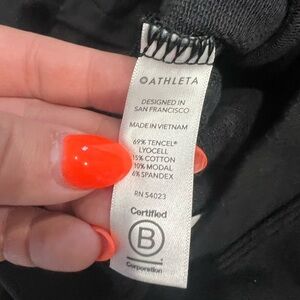 ATHLETA
DESIGNED IN
SAN FRANCISCO
MADE IN VIETNAM
69% TENCEL®
LYOCELL
15% COTTON
10% MODAL
6% SPANDEX
RN 54023
Certified
B
Corporation